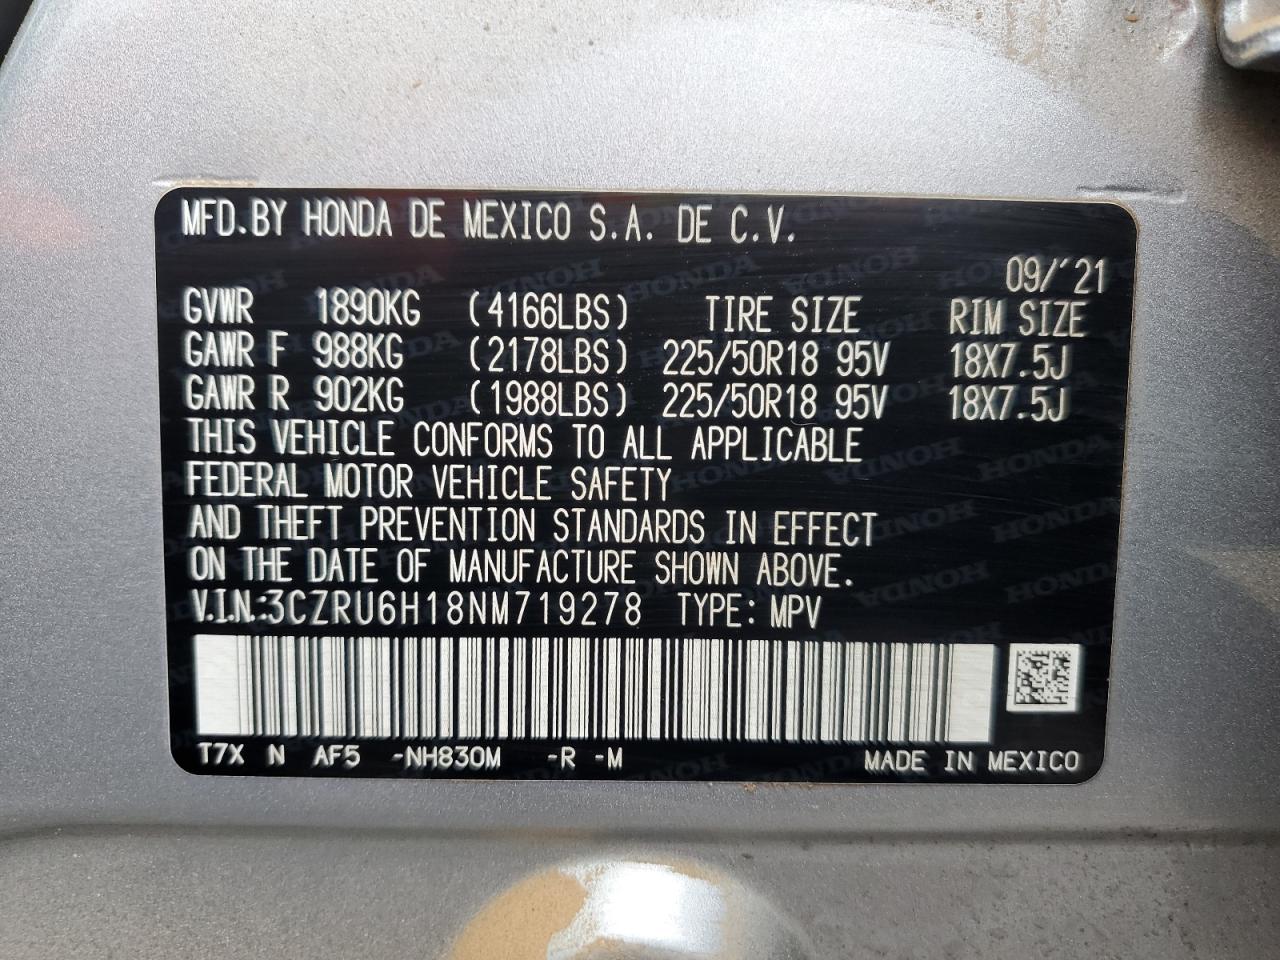 MFD.BY HONDA DE MEXICO S.A. DE C.V.
09/'21
GVWR 1890KG (4166LBS) TIRE SIZE RIM SIZE
GAWR F 988KG (2178LBS) 225/50R18 95V 18X7.5J
GAWR R 902KG (1988LBS) 225/50R18 95V 18X7.5J
THIS VEHICLE CONFORMS TO ALL APPLICABLE
FEDERAL MOTOR VEHICLE SAFETY
AND THEFT PREVENTION STANDARDS IN EFFECT
ON THE DATE OF MANUFACTURE SHOWN ABOVE.
V.I.N.:3CZRU6H18NM719278 TYPE: MPV
T7X N AF5 -NH830M -R -M MADE IN MEXICO